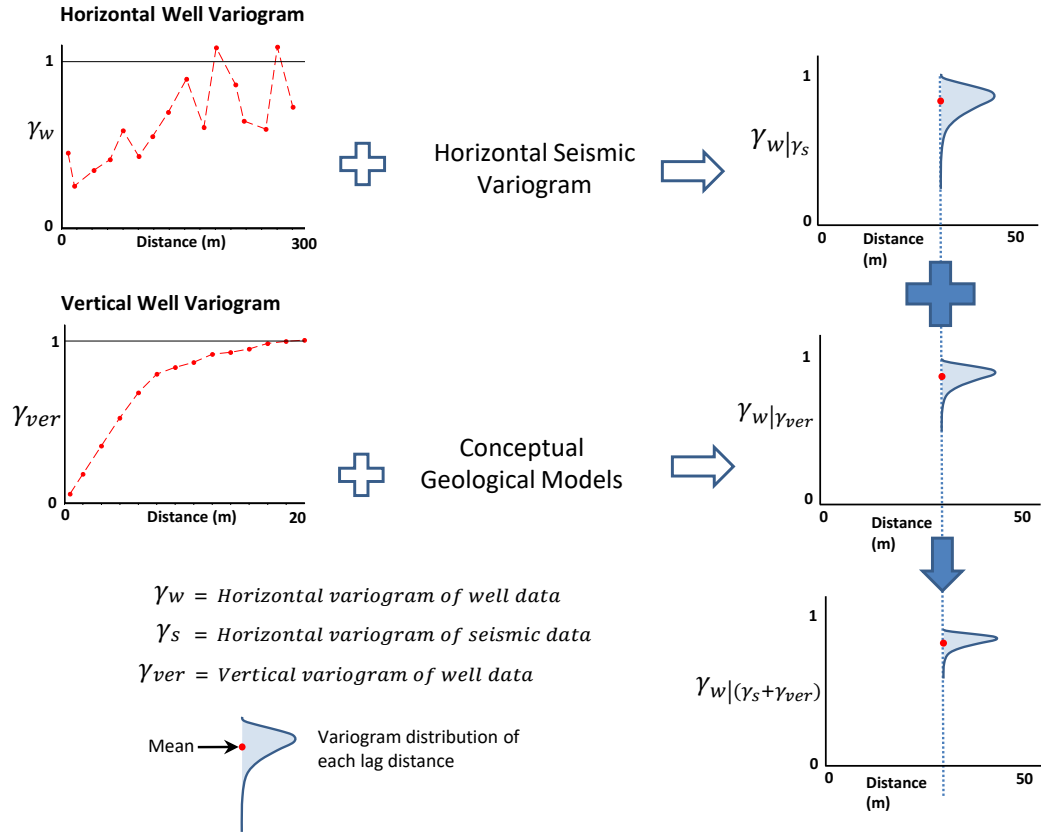 Horizontal Well Variogram
1
γw
0
0
Distance (m)
300
Horizontal Seismic
Variogram
1
γw|γs
0
0
Distance
(m)
50
Vertical Well Variogram
1
γver
0
0
Distance (m)
20
Conceptual
Geological Models
1
γw|γver
0
0
Distance
(m)
50
γw = Horizontal variogram of well data
γs = Horizontal variogram of seismic data
γver = Vertical variogram of well data
Mean
Variogram distribution of
each lag distance
1
γw|(γs+γver)
0
0
Distance
(m)
50